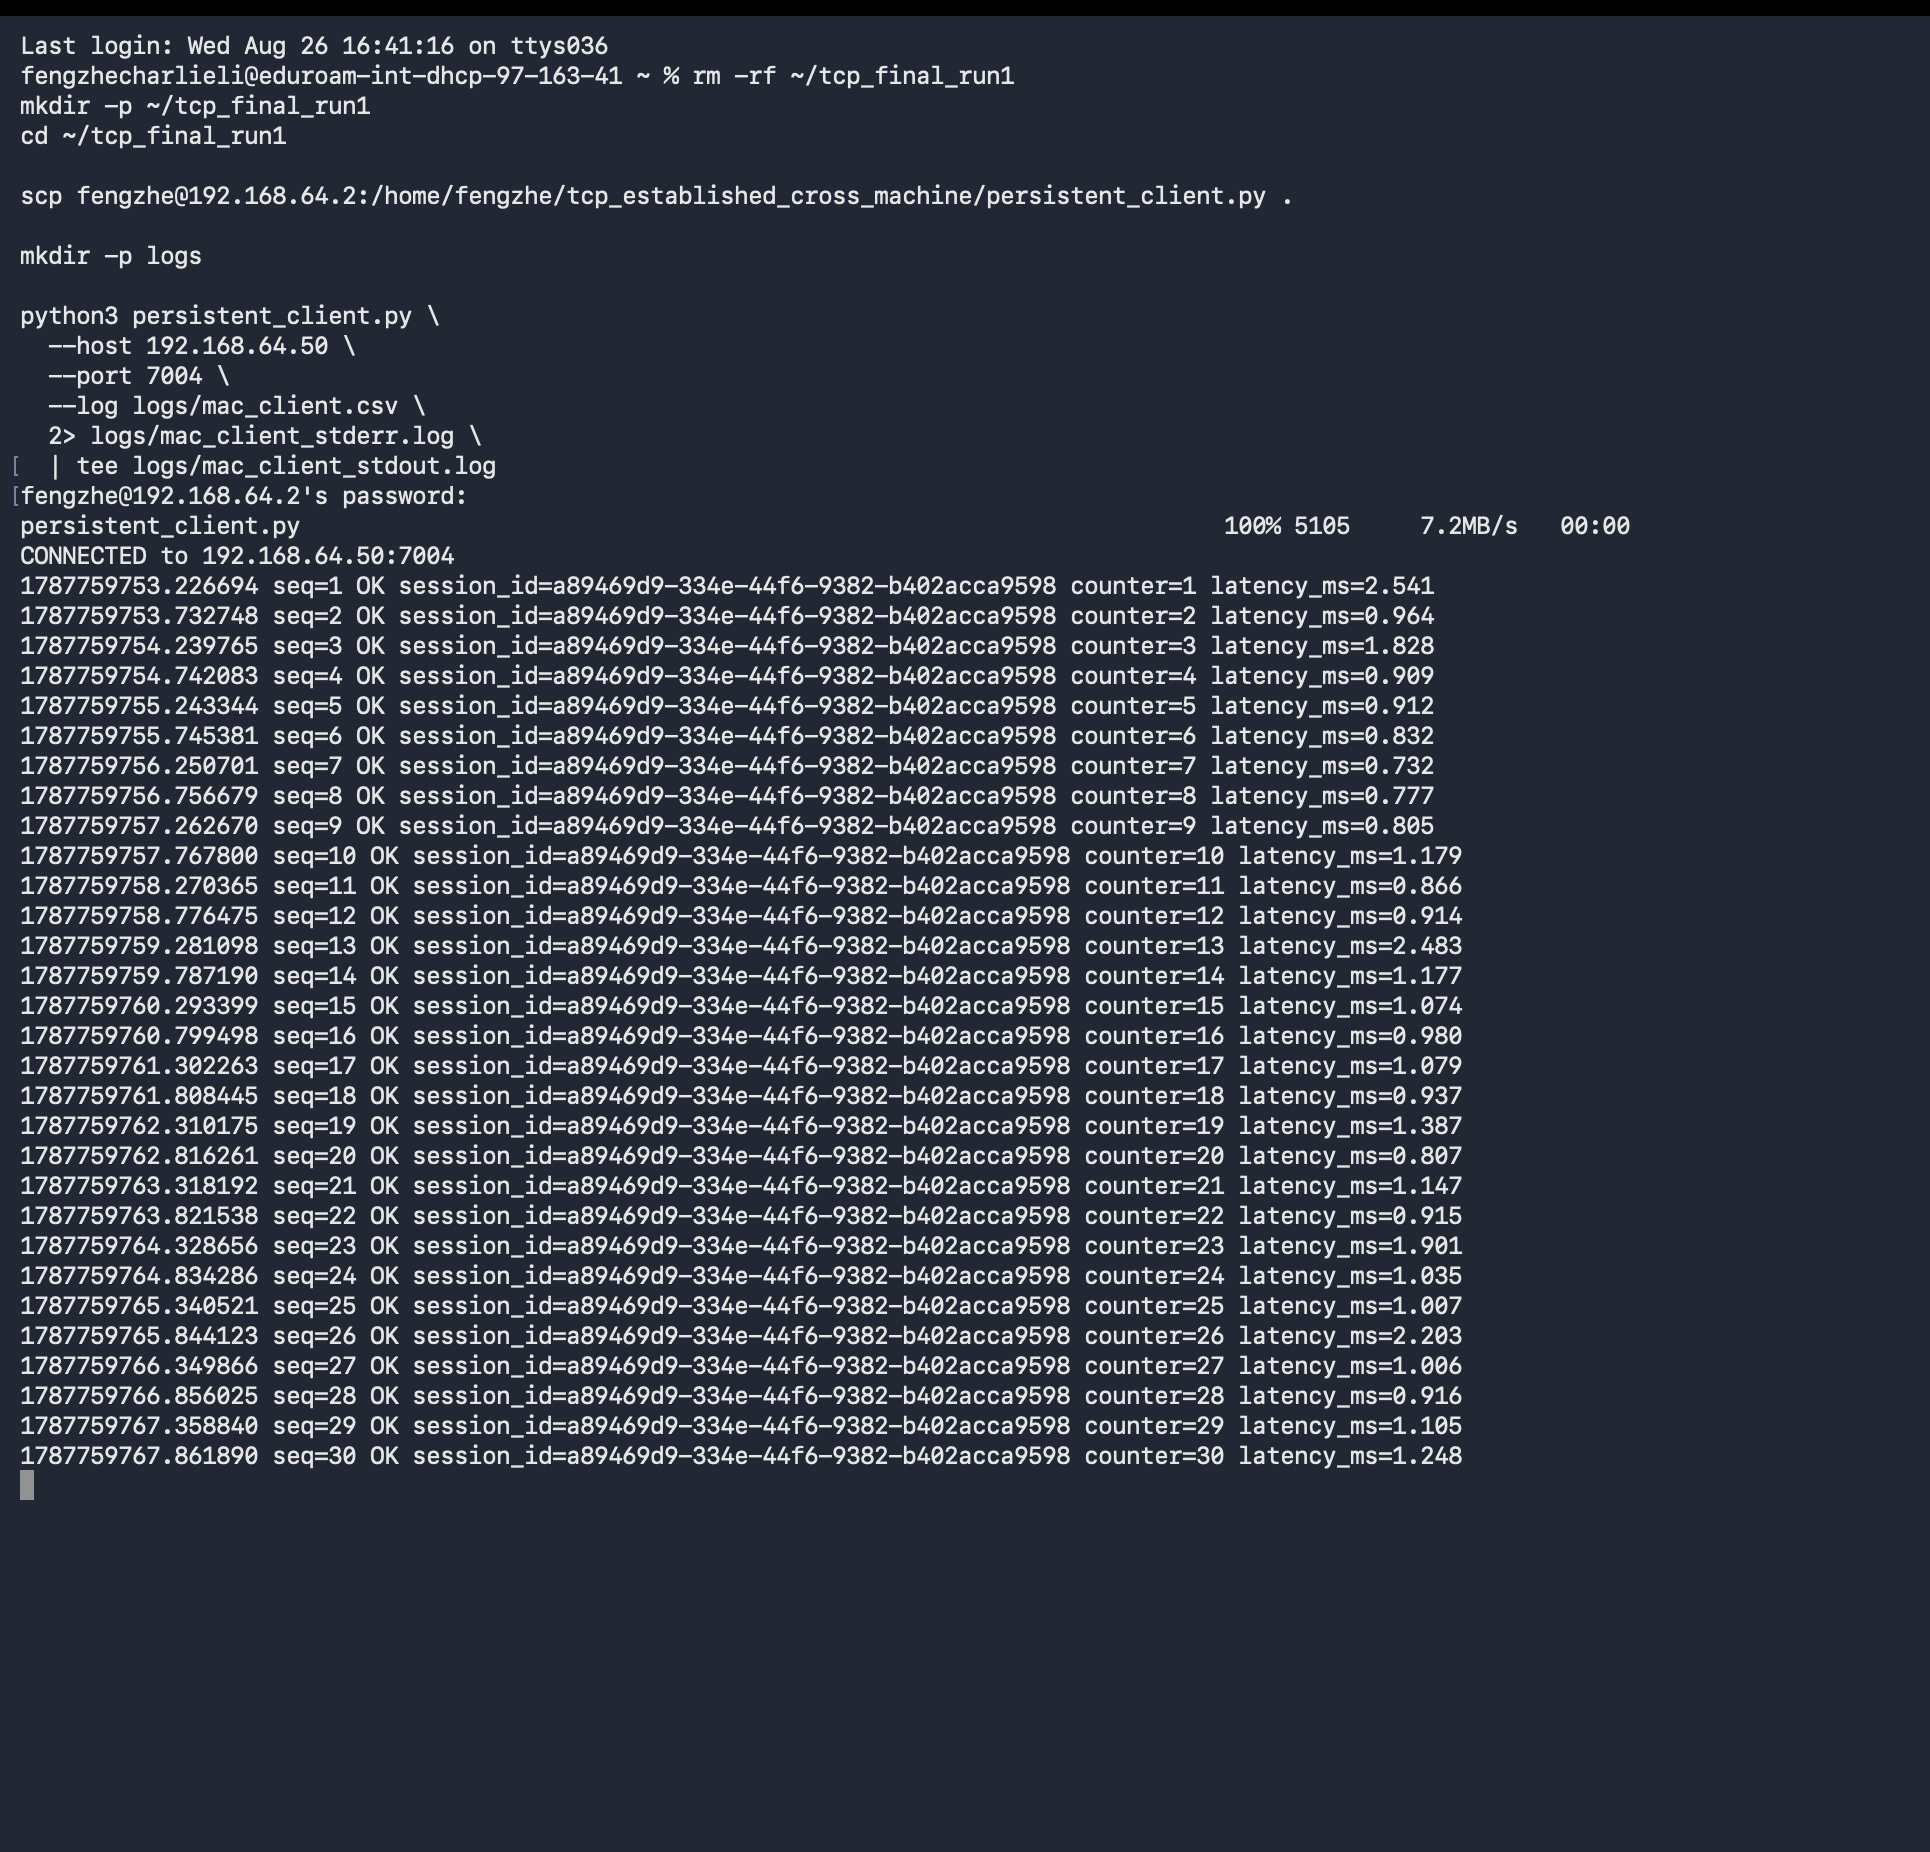 Last login: Wed Aug 26 16:41:16 on ttys036
fengzhecharlieli@eduroam-int-dhcp-97-163-41 ~ % rm -rf ~/tcp_final_run1
mkdir -p ~/tcp_final_run1
cd ~/tcp_final_run1
scp fengzhe@192.168.64.2:/home/fengzhe/tcp_established_cross_machine/persistent_client.py .
mkdir -p logs
python3 persistent_client.py \
  --host 192.168.64.50 \
  --port 7004 \
  --log logs/mac_client.csv \
  2> logs/mac_client_stderr.log \
[  | tee logs/mac_client_stdout.log
[fengzhe@192.168.64.2's password:
persistent_client.py 100% 5105 7.2MB/s 00:00
CONNECTED to 192.168.64.50:7004
1787759753.226694 seq=1 OK session_id=a89469d9-334e-44f6-9382-b402acca9598 counter=1 latency_ms=2.541
1787759753.732748 seq=2 OK session_id=a89469d9-334e-44f6-9382-b402acca9598 counter=2 latency_ms=0.964
1787759754.239765 seq=3 OK session_id=a89469d9-334e-44f6-9382-b402acca9598 counter=3 latency_ms=1.828
1787759754.742083 seq=4 OK session_id=a89469d9-334e-44f6-9382-b402acca9598 counter=4 latency_ms=0.909
1787759755.243344 seq=5 OK session_id=a89469d9-334e-44f6-9382-b402acca9598 counter=5 latency_ms=0.912
1787759755.745381 seq=6 OK session_id=a89469d9-334e-44f6-9382-b402acca9598 counter=6 latency_ms=0.832
1787759756.250701 seq=7 OK session_id=a89469d9-334e-44f6-9382-b402acca9598 counter=7 latency_ms=0.732
1787759756.756679 seq=8 OK session_id=a89469d9-334e-44f6-9382-b402acca9598 counter=8 latency_ms=0.777
1787759757.262670 seq=9 OK session_id=a89469d9-334e-44f6-9382-b402acca9598 counter=9 latency_ms=0.805
1787759757.767800 seq=10 OK session_id=a89469d9-334e-44f6-9382-b402acca9598 counter=10 latency_ms=1.179
1787759758.270365 seq=11 OK session_id=a89469d9-334e-44f6-9382-b402acca9598 counter=11 latency_ms=0.866
1787759758.776475 seq=12 OK session_id=a89469d9-334e-44f6-9382-b402acca9598 counter=12 latency_ms=0.914
1787759759.281098 seq=13 OK session_id=a89469d9-334e-44f6-9382-b402acca9598 counter=13 latency_ms=2.483
1787759759.787190 seq=14 OK session_id=a89469d9-334e-44f6-9382-b402acca9598 counter=14 latency_ms=1.177
1787759760.293399 seq=15 OK session_id=a89469d9-334e-44f6-9382-b402acca9598 counter=15 latency_ms=1.074
1787759760.799498 seq=16 OK session_id=a89469d9-334e-44f6-9382-b402acca9598 counter=16 latency_ms=0.980
1787759761.302263 seq=17 OK session_id=a89469d9-334e-44f6-9382-b402acca9598 counter=17 latency_ms=1.079
1787759761.808445 seq=18 OK session_id=a89469d9-334e-44f6-9382-b402acca9598 counter=18 latency_ms=0.937
1787759762.310175 seq=19 OK session_id=a89469d9-334e-44f6-9382-b402acca9598 counter=19 latency_ms=1.387
1787759762.816261 seq=20 OK session_id=a89469d9-334e-44f6-9382-b402acca9598 counter=20 latency_ms=0.807
1787759763.318192 seq=21 OK session_id=a89469d9-334e-44f6-9382-b402acca9598 counter=21 latency_ms=1.147
1787759763.821538 seq=22 OK session_id=a89469d9-334e-44f6-9382-b402acca9598 counter=22 latency_ms=0.915
1787759764.328656 seq=23 OK session_id=a89469d9-334e-44f6-9382-b402acca9598 counter=23 latency_ms=1.901
1787759764.834286 seq=24 OK session_id=a89469d9-334e-44f6-9382-b402acca9598 counter=24 latency_ms=1.035
1787759765.340521 seq=25 OK session_id=a89469d9-334e-44f6-9382-b402acca9598 counter=25 latency_ms=1.007
1787759765.844123 seq=26 OK session_id=a89469d9-334e-44f6-9382-b402acca9598 counter=26 latency_ms=2.203
1787759766.349866 seq=27 OK session_id=a89469d9-334e-44f6-9382-b402acca9598 counter=27 latency_ms=1.006
1787759766.856025 seq=28 OK session_id=a89469d9-334e-44f6-9382-b402acca9598 counter=28 latency_ms=0.916
1787759767.358840 seq=29 OK session_id=a89469d9-334e-44f6-9382-b402acca9598 counter=29 latency_ms=1.105
1787759767.861890 seq=30 OK session_id=a89469d9-334e-44f6-9382-b402acca9598 counter=30 latency_ms=1.248